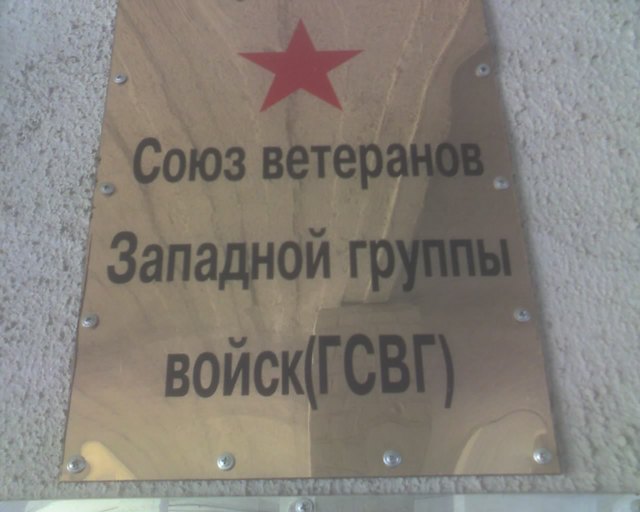 Союз ветеранов
Западной группы
войск(ГСВГ)